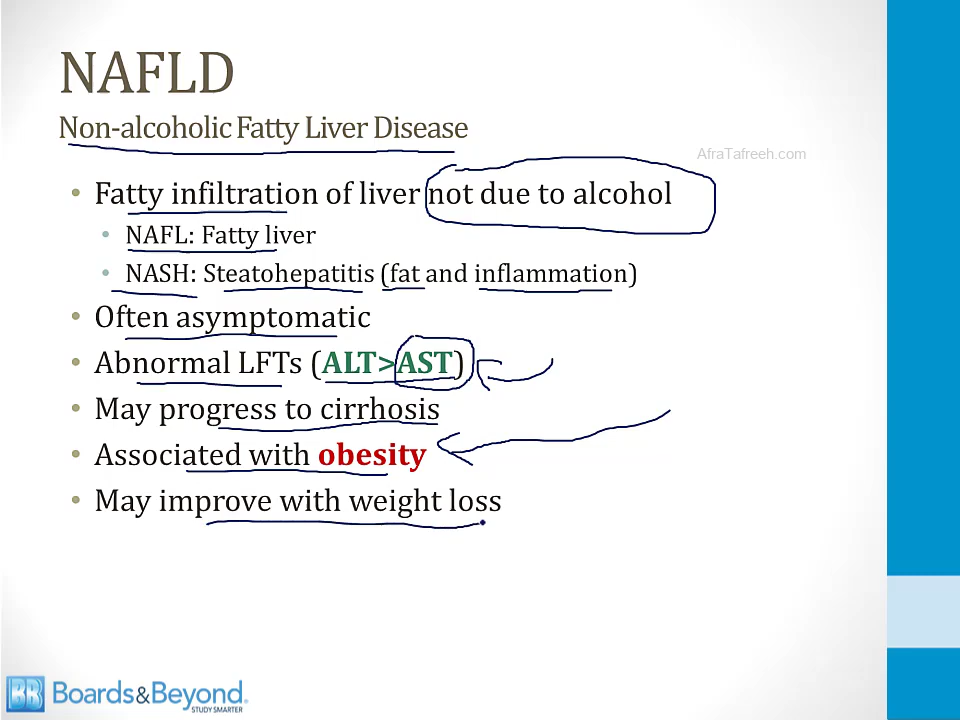 NAFLD
Non-alcoholic Fatty Liver Disease
AfraTafreeh.com
• Fatty infiltration of liver not due to alcohol
• NAFL: Fatty liver
• NASH: Steatohepatitis (fat and inflammation)
• Often asymptomatic
• Abnormal LFTs (ALT>AST)
• May progress to cirrhosis
• Associated with obesity
• May improve with weight loss
BB Boards&Beyond.
STUDY SMARTER